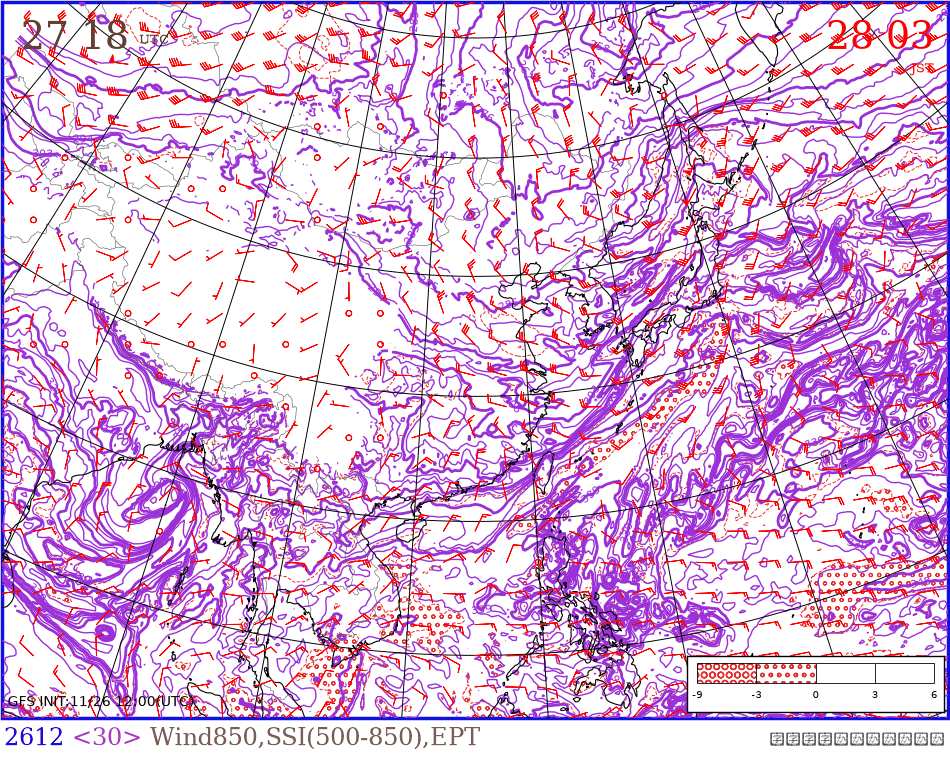 27 18 UTC
28 03 JST
-9 -3 0 3 6
GFS INIT:11/26 12:00(UTC)
2612 <30> Wind850,SSI(500-850),EPT